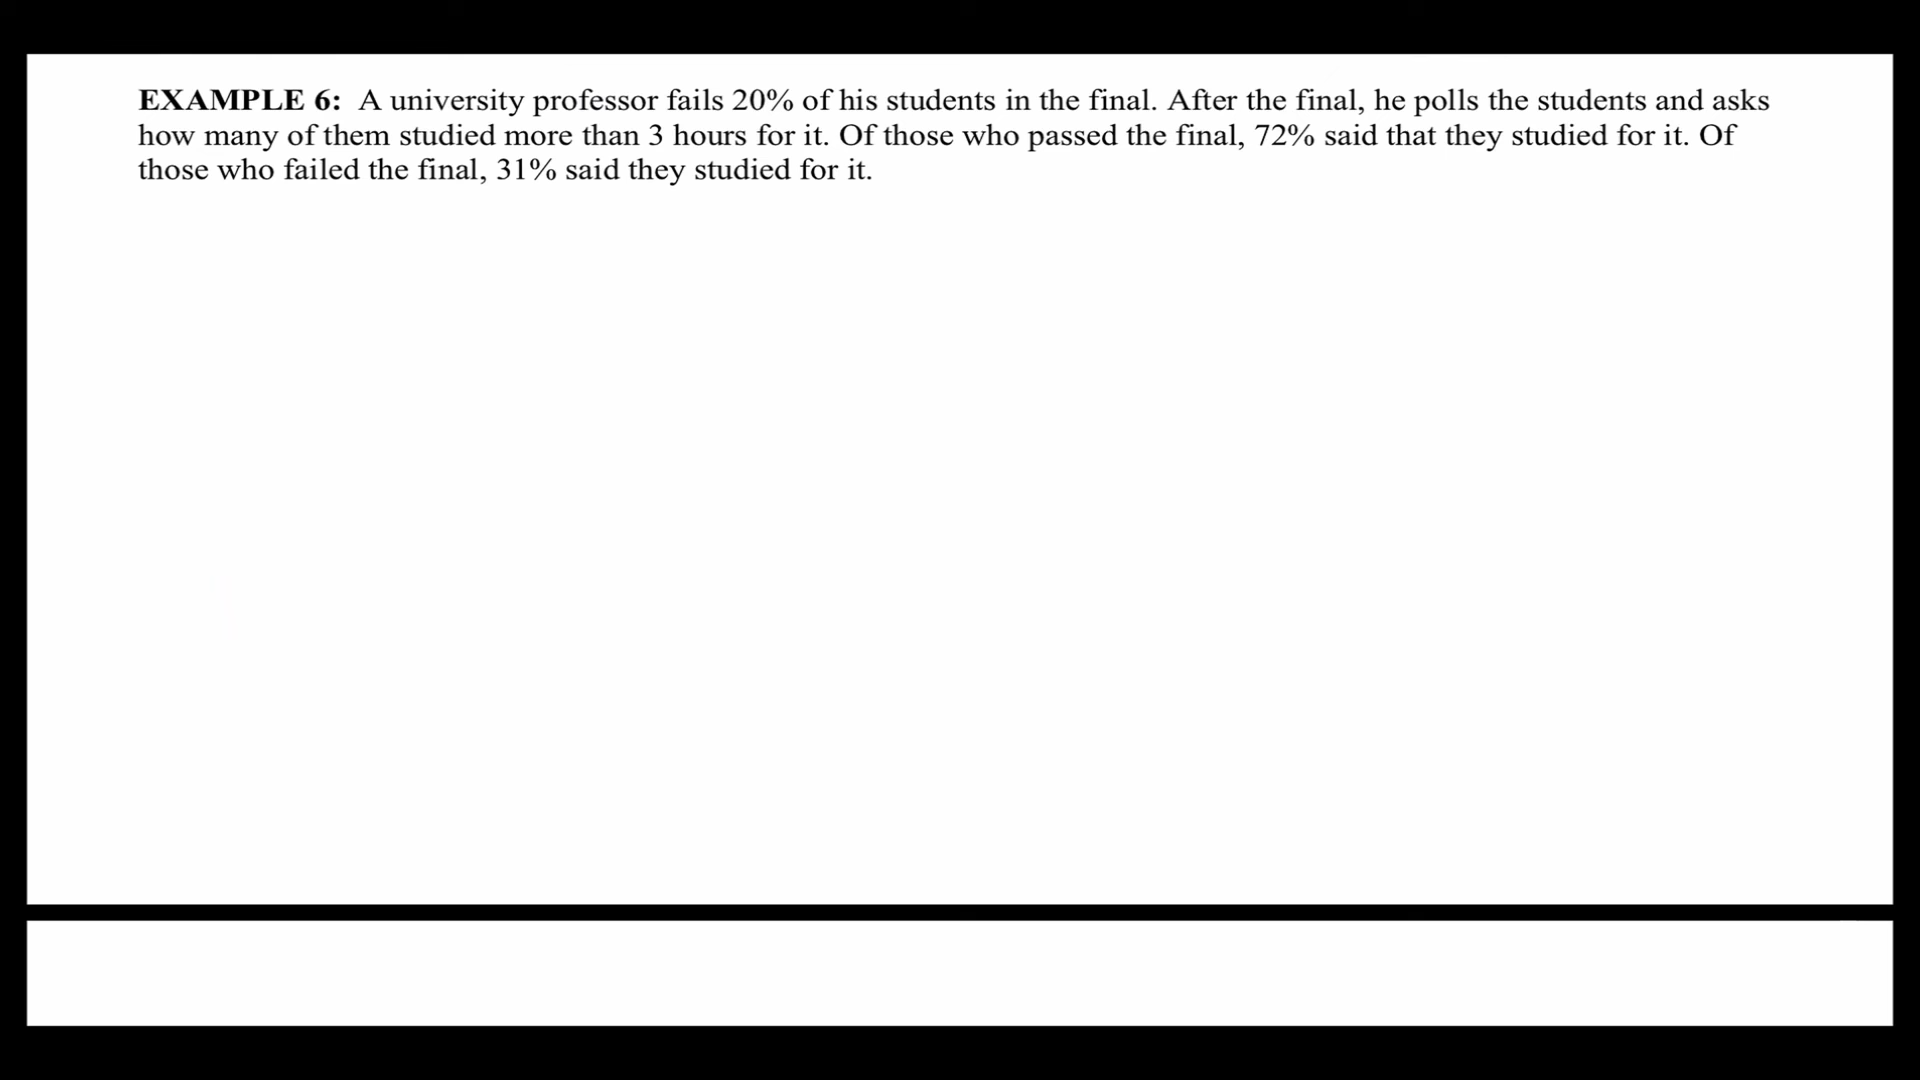 EXAMPLE 6: A university professor fails 20% of his students in the final. After the final, he polls the students and asks
how many of them studied more than 3 hours for it. Of those who passed the final, 72% said that they studied for it. Of
those who failed the final, 31% said they studied for it.